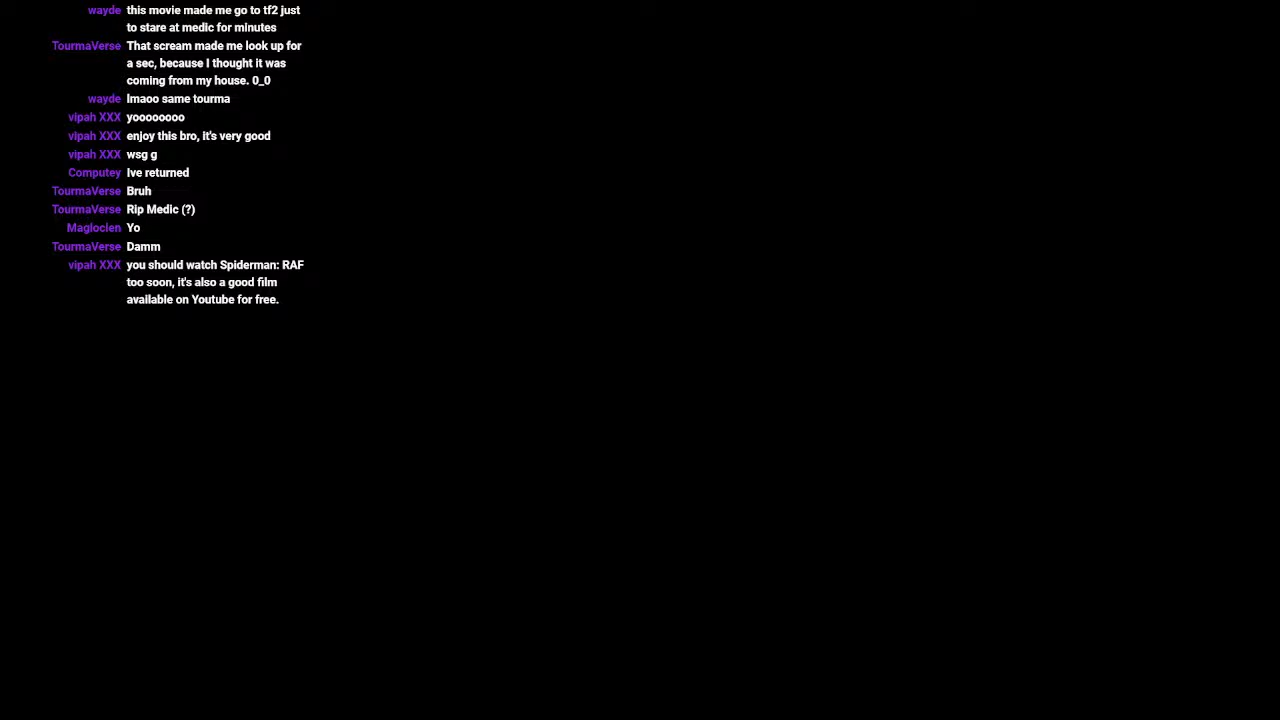 wayde this movie made me go to tf2 just
to stare at medic for minutes
TourmaVerse That scream made me look up for
a sec, because I thought it was
coming from my house. 0_0
wayde lmaoo same tourma
vipah XXX yoooooooo
vipah XXX enjoy this bro, it's very good
vipah XXX wsg g
Computey Ive returned
TourmaVerse Bruh
TourmaVerse Rip Medic (?)
Maglocien Yo
TourmaVerse Damm
vipah XXX you should watch Spiderman: RAF
too soon, it's also a good film
available on Youtube for free.